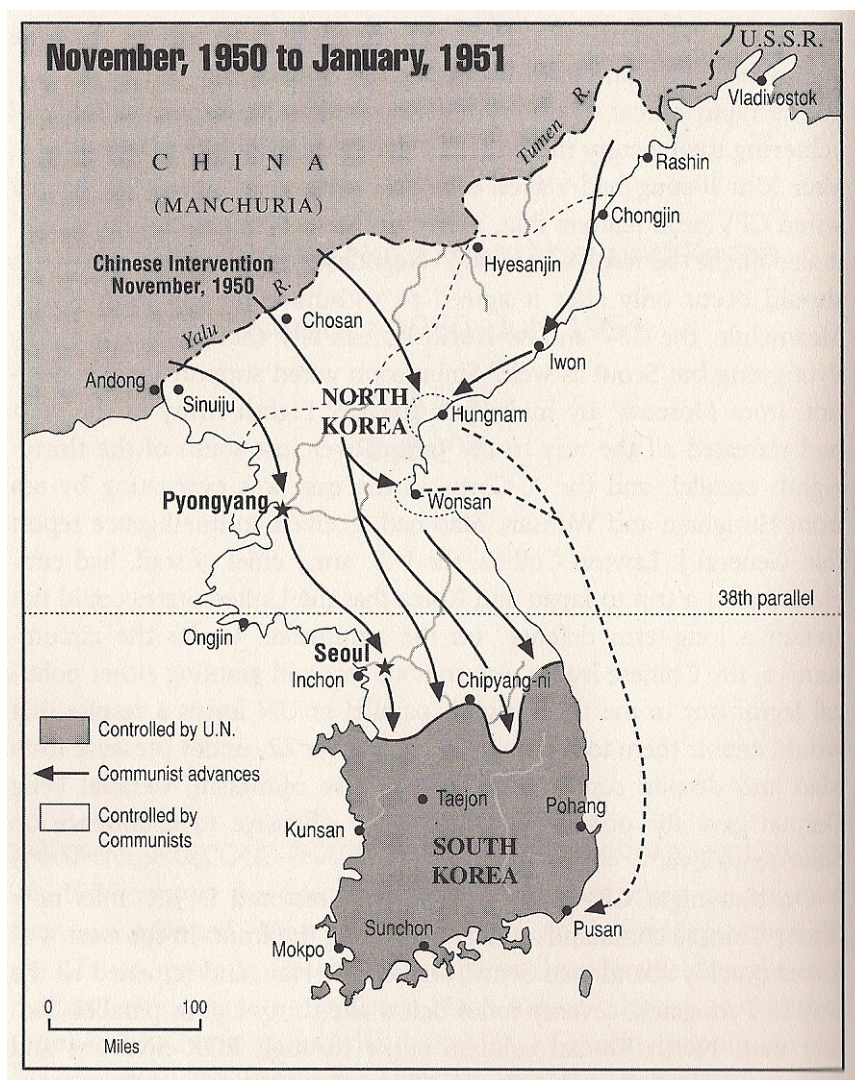 November, 1950 to January, 1951
U.S.S.R.
Vladivostok
Tumen R.
Rashin
C H I N A
(MANCHURIA)
Chongjin
Hyesanjin
Chinese Intervention
November, 1950
Yalu R.
Chosan
Iwon
Andong
Sinuiju
NORTH
KOREA
Hungnam
Pyongyang
Wonsan
38th parallel
Ongjin
Seoul
Inchon
Chipyang-ni
Controlled by U.N.
Communist advances
Controlled by
Communists
Taejon
Pohang
Kunsan
SOUTH
KOREA
Sunchon
Pusan
Mokpo
0 100
Miles